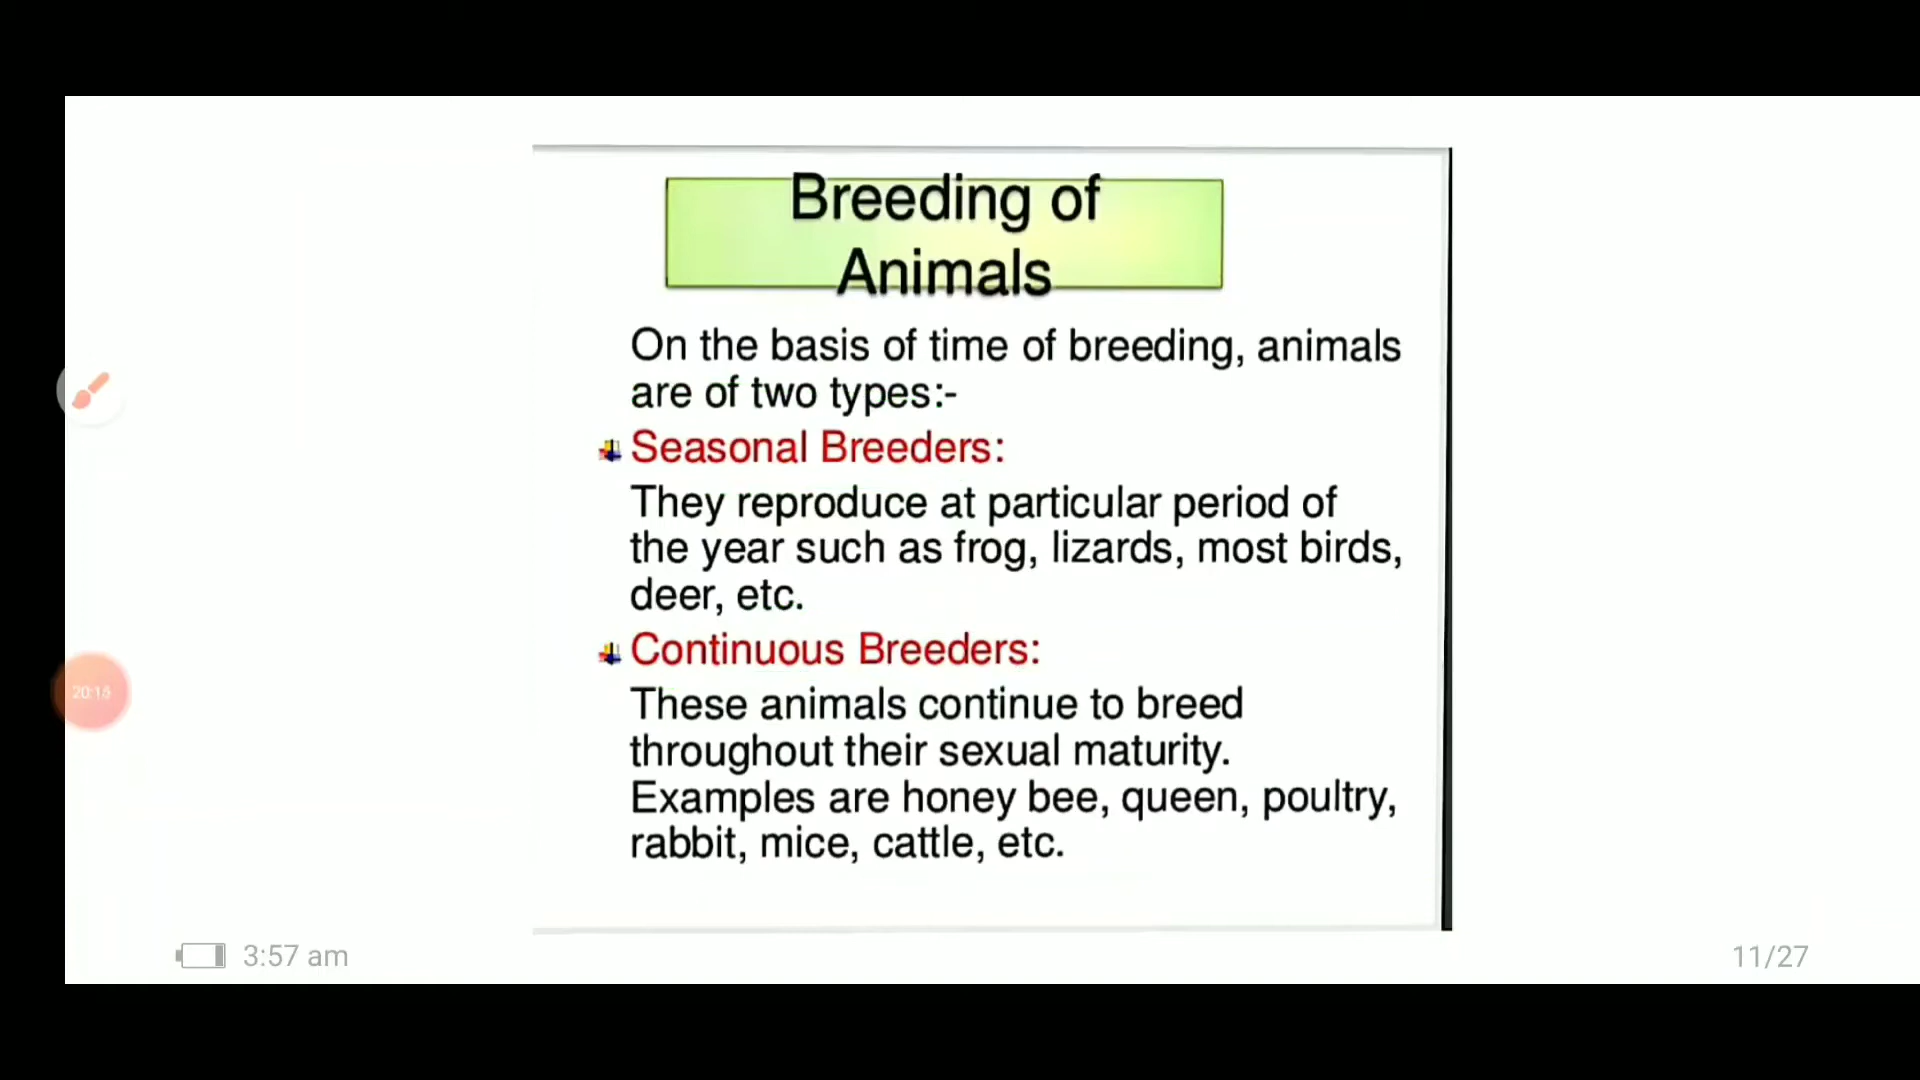 Breeding of
Animals
On the basis of time of breeding, animals
are of two types:-
Seasonal Breeders:
They reproduce at particular period of
the year such as frog, lizards, most birds,
deer, etc.
Continuous Breeders:
These animals continue to breed
throughout their sexual maturity.
Examples are honey bee, queen, poultry,
rabbit, mice, cattle, etc.
3:57 am
11/27